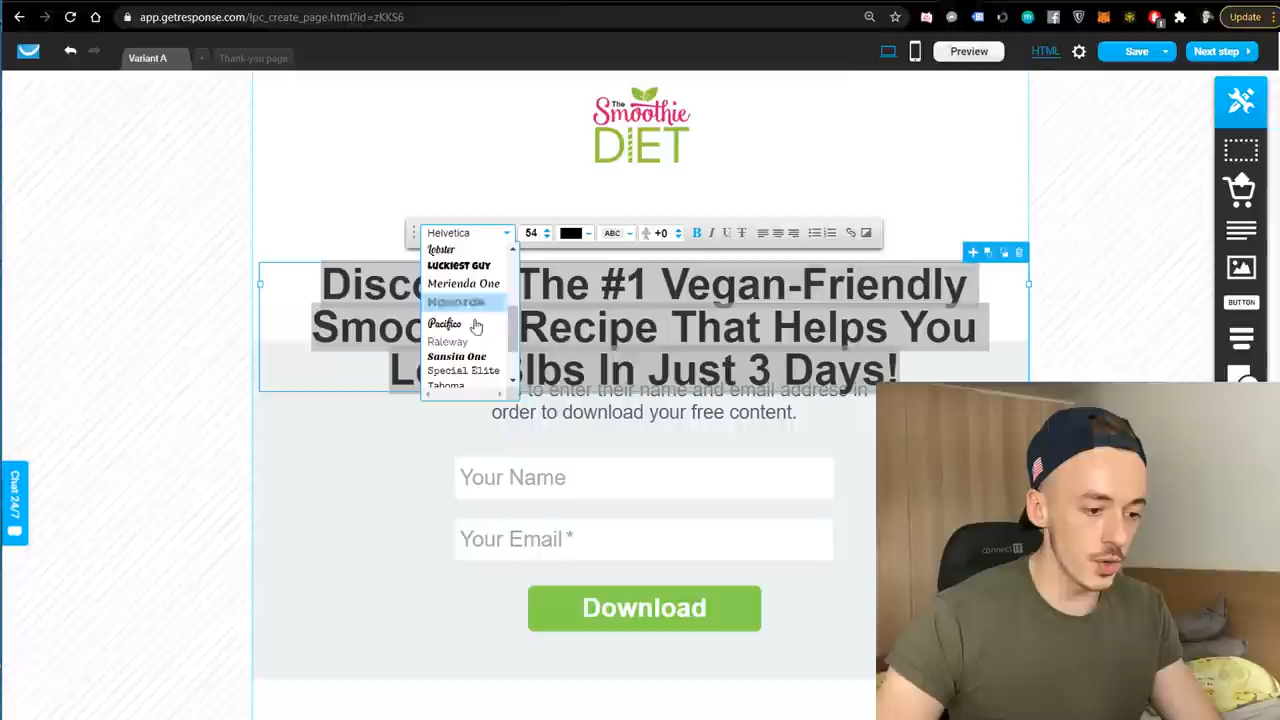 app.getresponse.com/lpc_create_page.html?id=zKKS6
Update
Variant A
Thank-you page
Preview
HTML
Save
Next step
The
Smoothie
DIET
Helvetica
54
ABC
+0
B I U T
Lobster
Luckiest Guy
Merienda One
Pacifico
Raleway
Sansita One
Special Elite
Tahoma
The #1 Vegan-Friendly
Recipe That Helps You
lbs In Just 3 Days!
to enter their name and email address in
order to download your free content.
Your Name
Your Email *
Download
BUTTON
Chat 24/7
connect IT